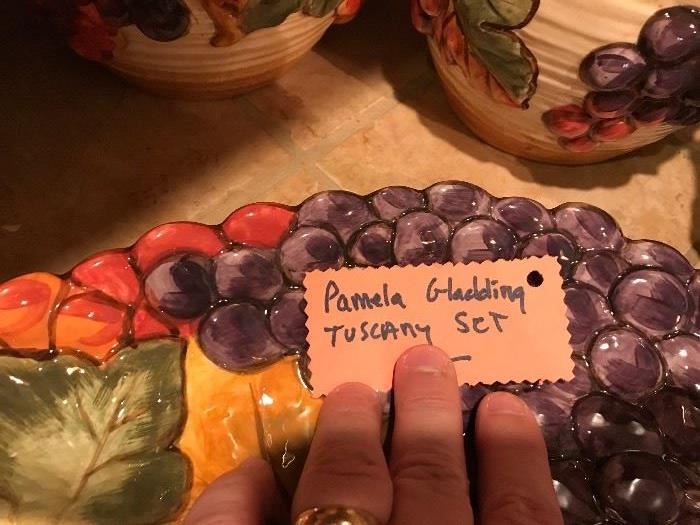 Pamela Gladding
TUSCANY SET